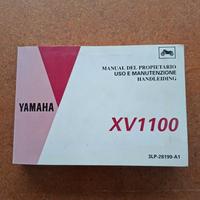 MANUAL DEL PROPIETARIO
USO E MANUTENZIONE
HANDLEIDING
YAMAHA
XV1100
3LP-28199-A1